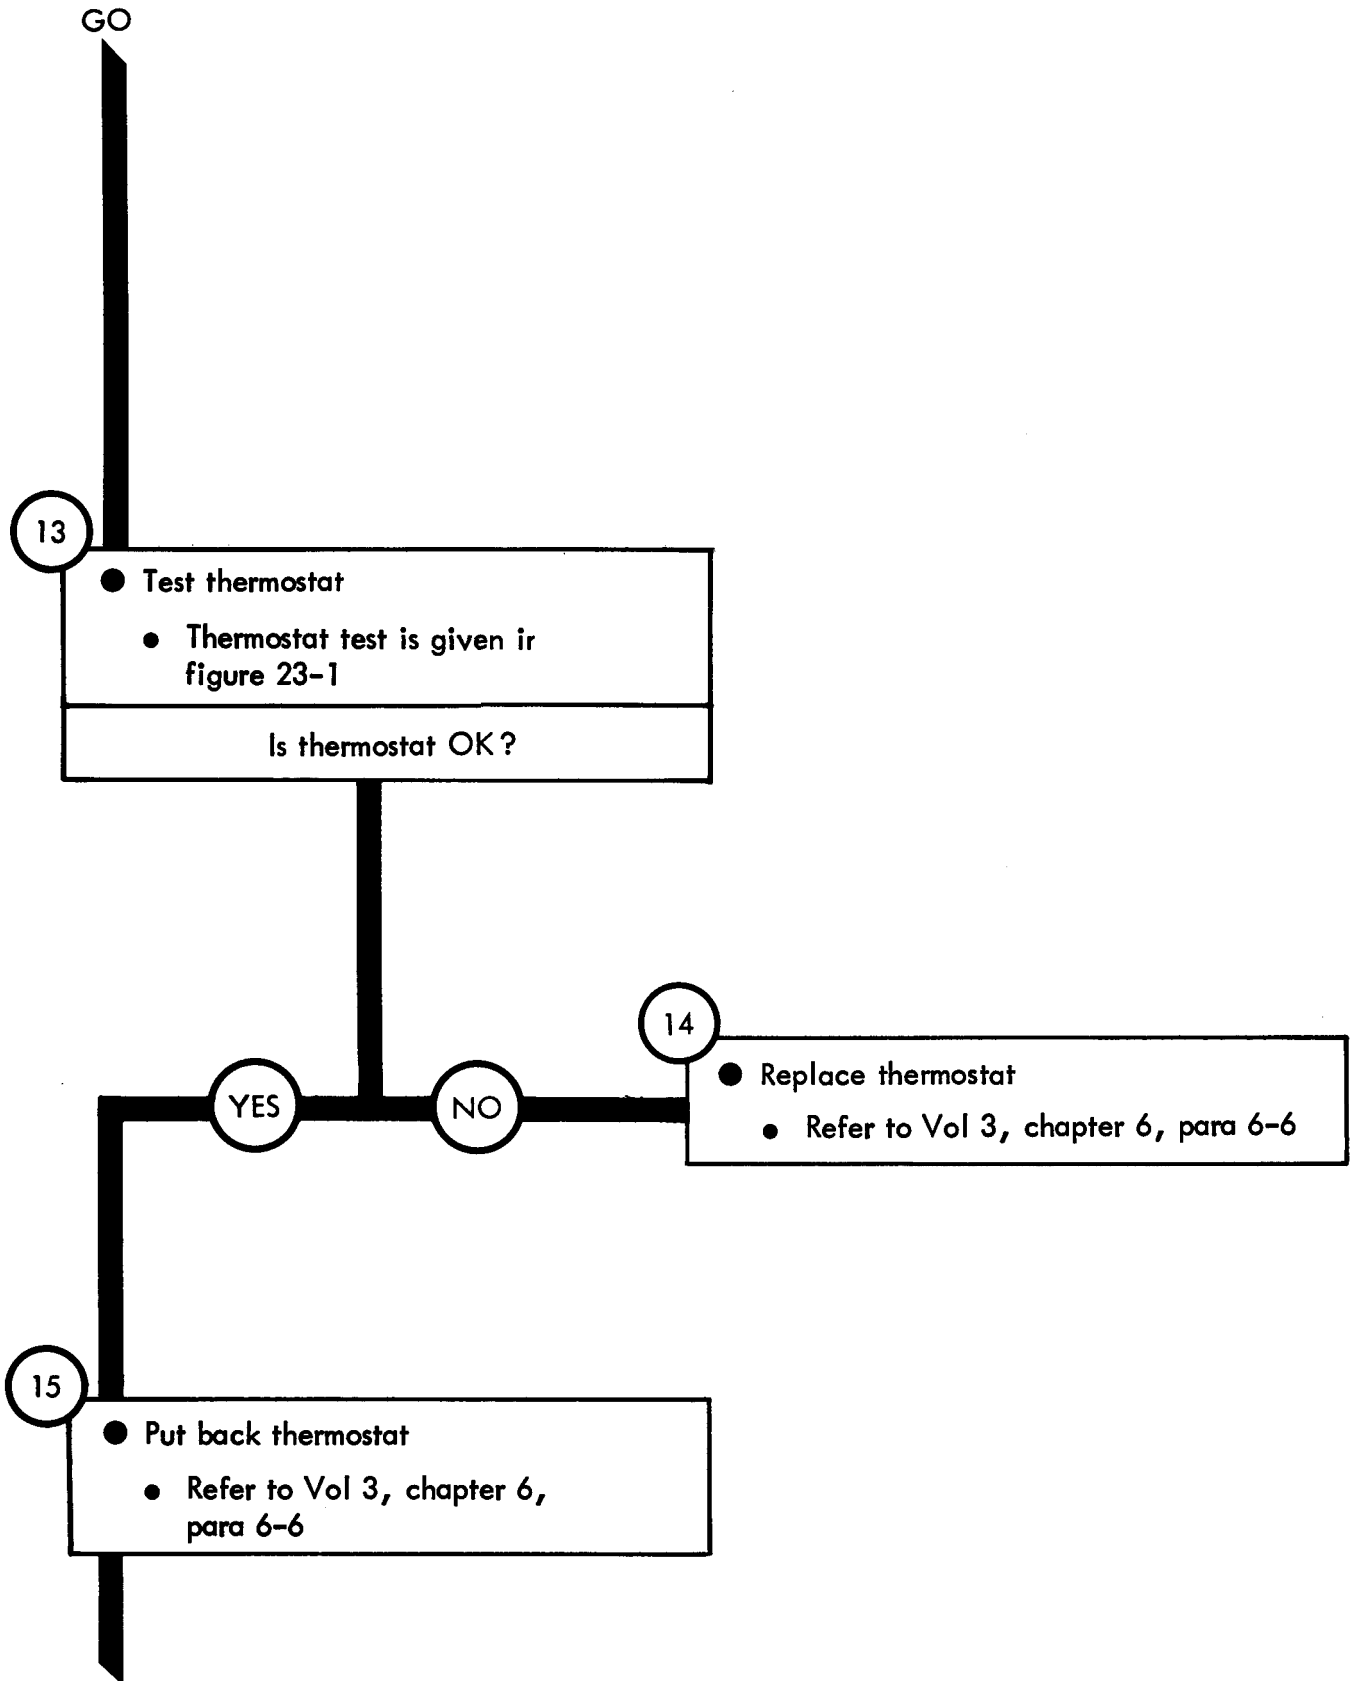 GO
13
● Test thermostat
● Thermostat test is given ir
figure 23-1
Is thermostat OK?
14
YES
NO
● Replace thermostat
● Refer to Vol 3, chapter 6, para 6-6
15
● Put back thermostat
● Refer to Vol 3, chapter 6,
para 6-6